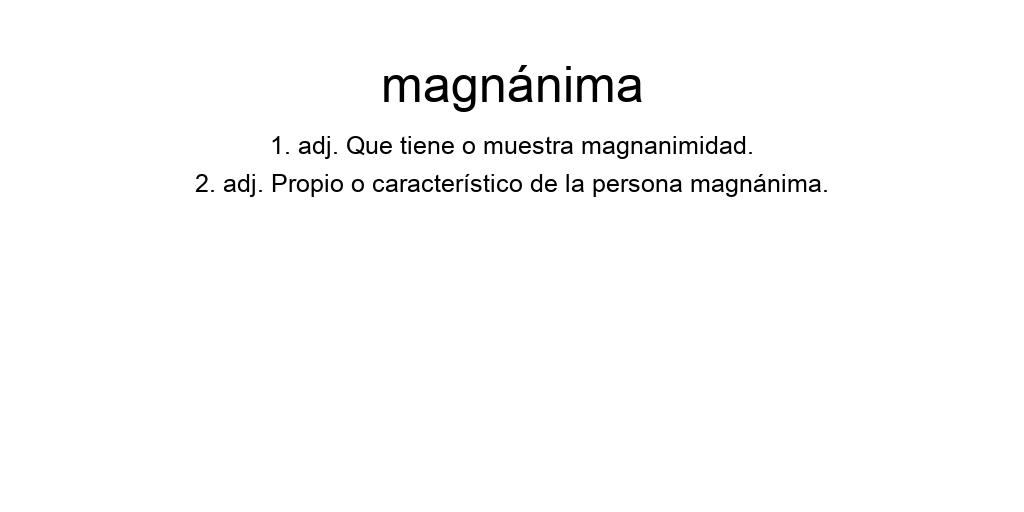 magnánima
1. adj. Que tiene o muestra magnanimidad.
2. adj. Propio o característico de la persona magnánima.